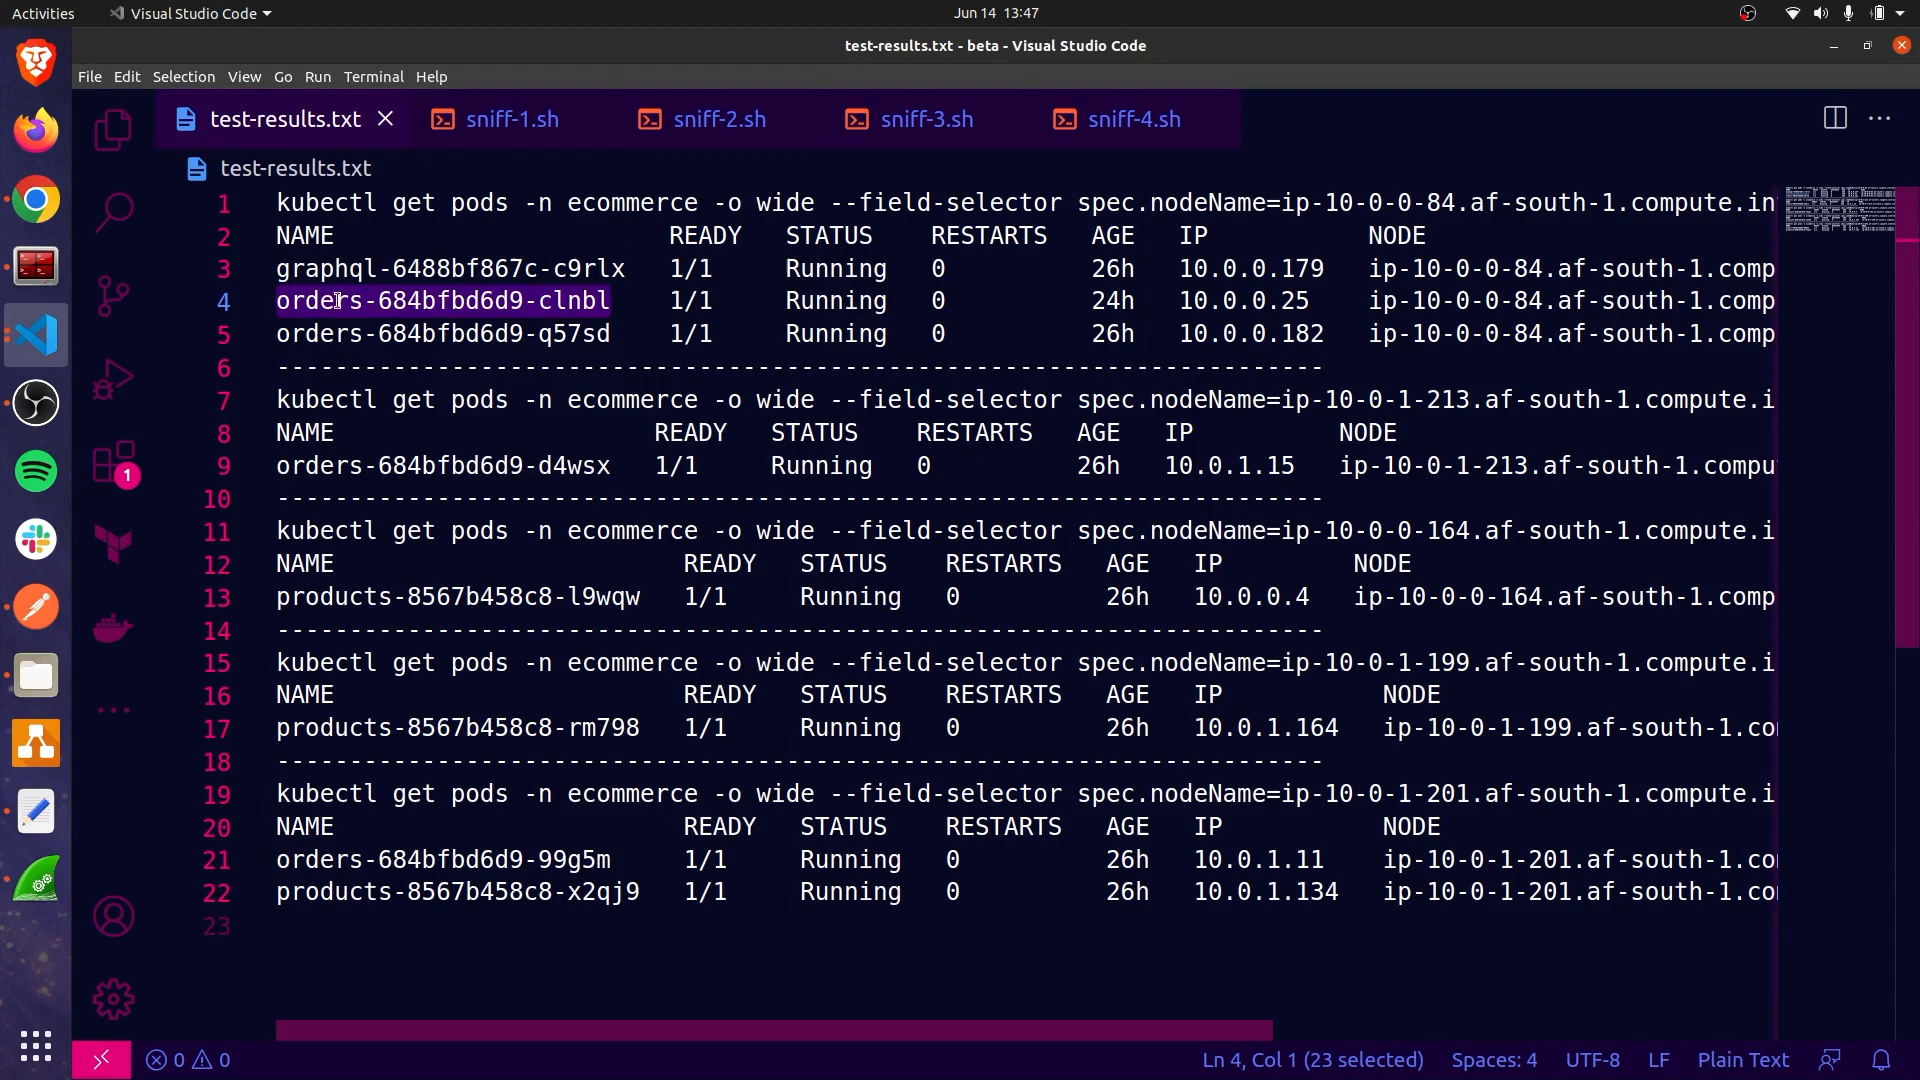 Activities Visual Studio Code Jun 14 13:47
test-results.txt - beta - Visual Studio Code
File Edit Selection View Go Run Terminal Help
test-results.txt sniff-1.sh sniff-2.sh sniff-3.sh sniff-4.sh
test-results.txt
1 kubectl get pods -n ecommerce -o wide --field-selector spec.nodeName=ip-10-0-0-84.af-south-1.compute.in
2 NAME READY STATUS RESTARTS AGE IP NODE
3 graphql-6488bf867c-c9rlx 1/1 Running 0 26h 10.0.0.179 ip-10-0-0-84.af-south-1.comp
4 orders-684bfbd6d9-clnbl 1/1 Running 0 24h 10.0.0.25 ip-10-0-0-84.af-south-1.comp
5 orders-684bfbd6d9-q57sd 1/1 Running 0 26h 10.0.0.182 ip-10-0-0-84.af-south-1.comp
6 ------------------------------------------------------------------------
7 kubectl get pods -n ecommerce -o wide --field-selector spec.nodeName=ip-10-0-1-213.af-south-1.compute.i
8 NAME READY STATUS RESTARTS AGE IP NODE
9 orders-684bfbd6d9-d4wsx 1/1 Running 0 26h 10.0.1.15 ip-10-0-1-213.af-south-1.compu
10 ------------------------------------------------------------------------
11 kubectl get pods -n ecommerce -o wide --field-selector spec.nodeName=ip-10-0-0-164.af-south-1.compute.i
12 NAME READY STATUS RESTARTS AGE IP NODE
13 products-8567b458c8-l9wqw 1/1 Running 0 26h 10.0.0.4 ip-10-0-0-164.af-south-1.comp
14 ------------------------------------------------------------------------
15 kubectl get pods -n ecommerce -o wide --field-selector spec.nodeName=ip-10-0-1-199.af-south-1.compute.i
16 NAME READY STATUS RESTARTS AGE IP NODE
17 products-8567b458c8-rm798 1/1 Running 0 26h 10.0.1.164 ip-10-0-1-199.af-south-1.co
18 ------------------------------------------------------------------------
19 kubectl get pods -n ecommerce -o wide --field-selector spec.nodeName=ip-10-0-1-201.af-south-1.compute.i
20 NAME READY STATUS RESTARTS AGE IP NODE
21 orders-684bfbd6d9-99g5m 1/1 Running 0 26h 10.0.1.11 ip-10-0-1-201.af-south-1.co
22 products-8567b458c8-x2qj9 1/1 Running 0 26h 10.0.1.134 ip-10-0-1-201.af-south-1.co
23
1
0 0 Ln 4, Col 1 (23 selected) Spaces: 4 UTF-8 LF Plain Text